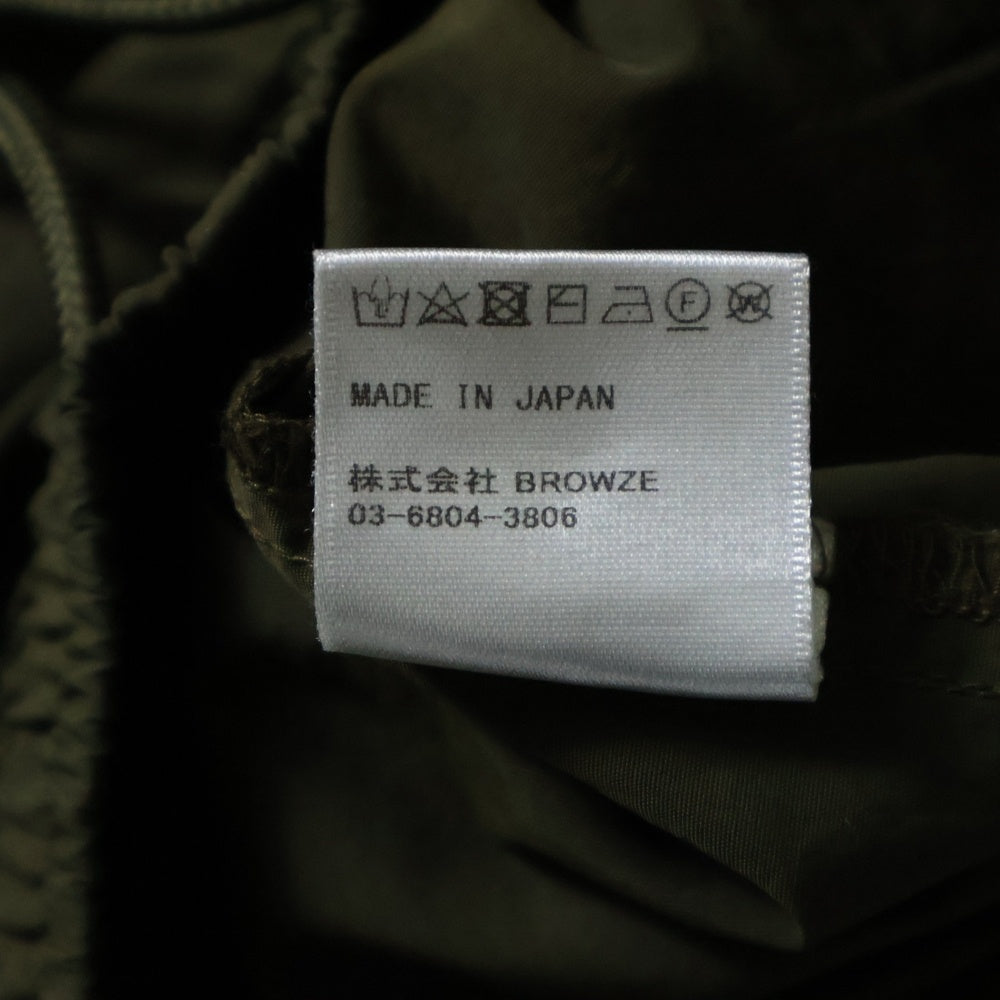 F W
MADE IN JAPAN
株式会社 BROWZE
03-6804-3806